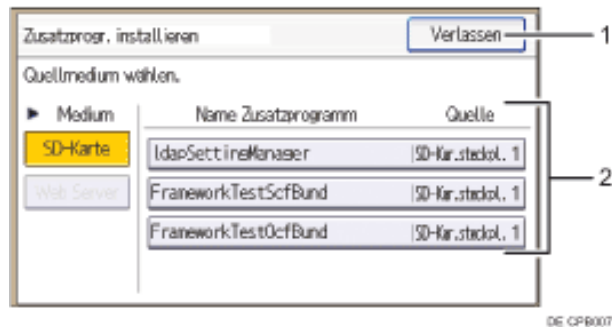 Zusatzprogr. installieren
Verlassen
1
Quellmedium wählen.
► Medium
Name Zusatzprogramm
Quelle
SD-Karte
ldapSettingManager
SD-Kar.steckpl. 1
2
Web Server
FrameworkTestScfBund
SD-Kar.steckpl. 1
FrameworkTestOcfBund
SD-Kar.steckpl. 1
DE CPB007